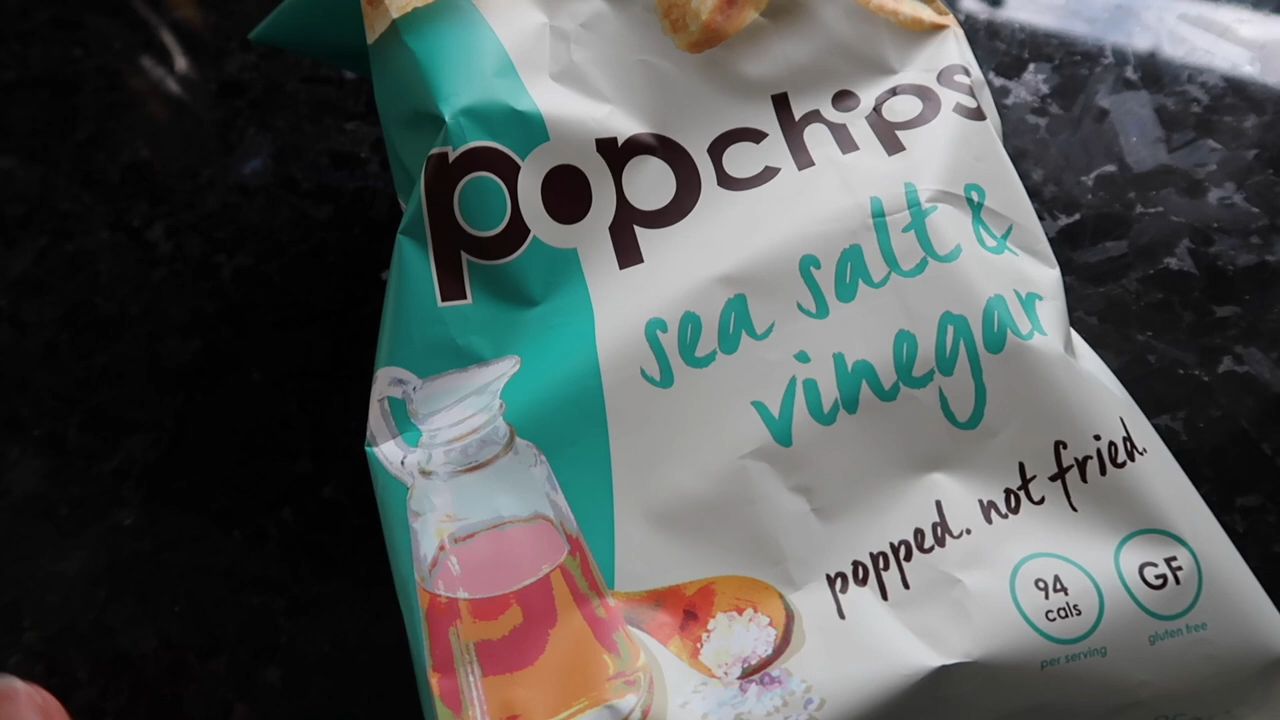 popchips
sea salt &
vinegar
popped. not fried.
94
cals
per serving
GF
gluten free